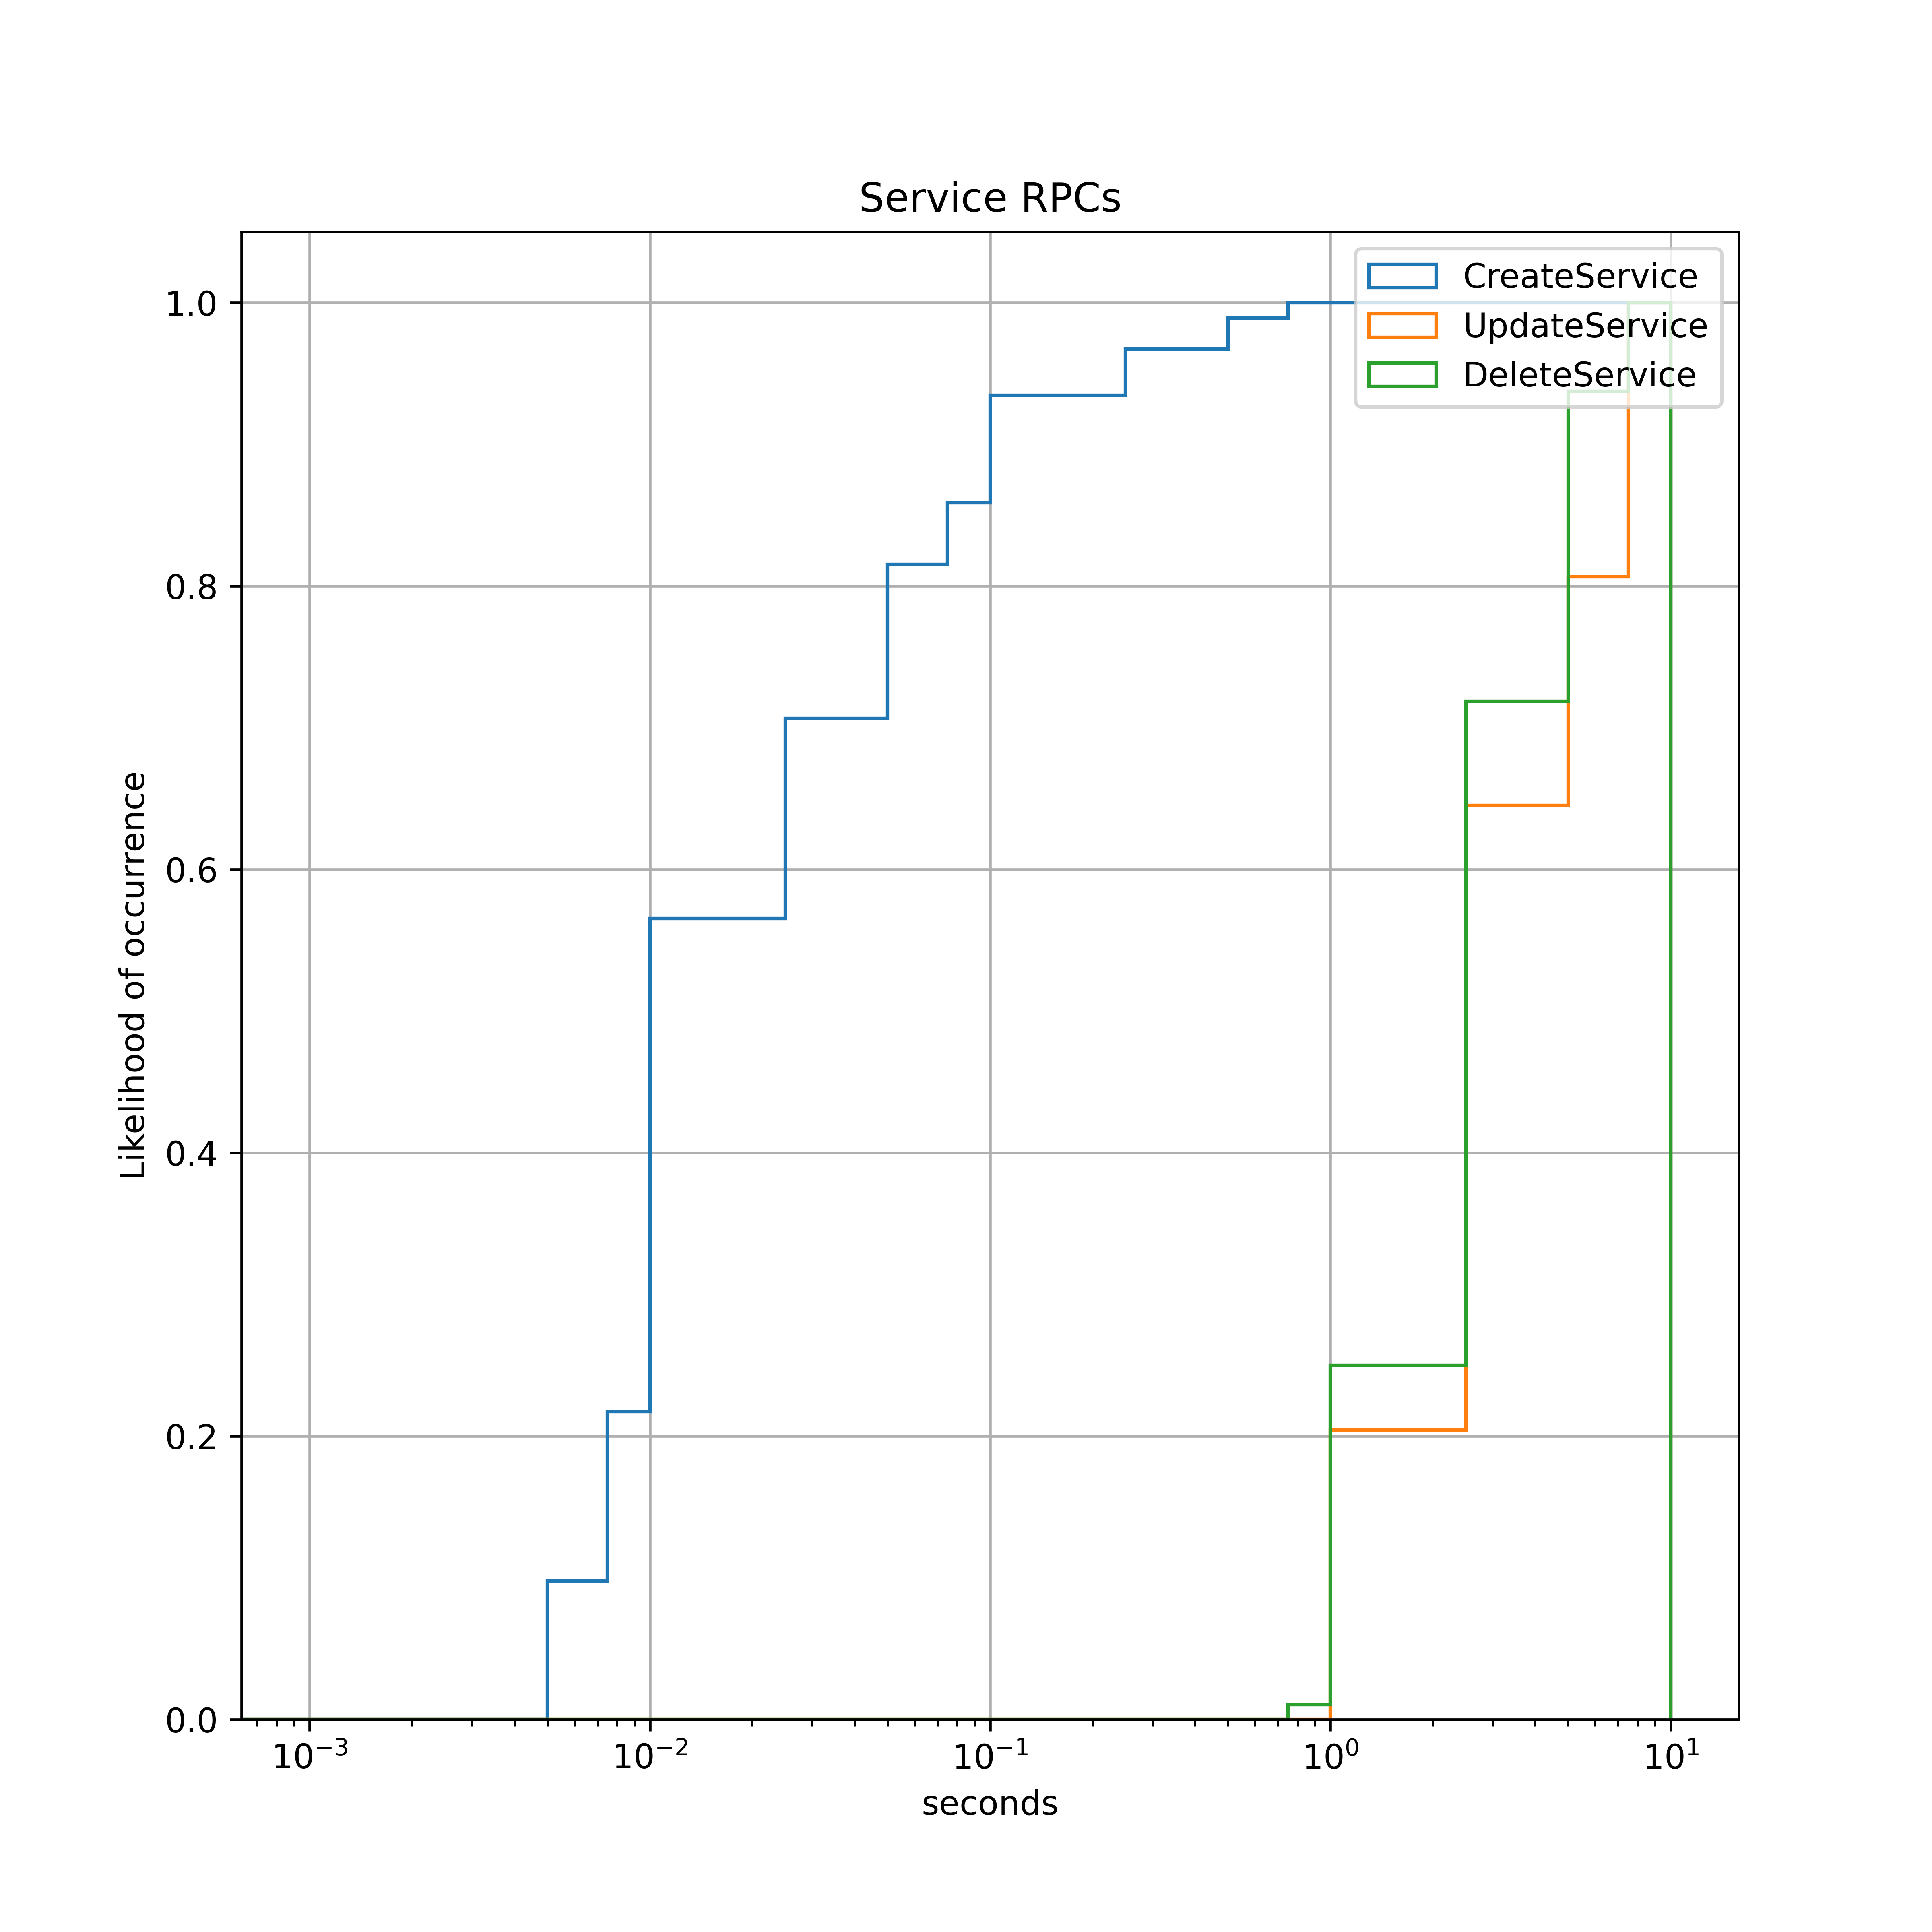 Service RPCs
CreateService
UpdateService
DeleteService
1.0
0.8
0.6
0.4
0.2
0.0
Likelihood of occurrence
10⁻³ 10⁻² 10⁻¹ 10⁰ 10¹
seconds